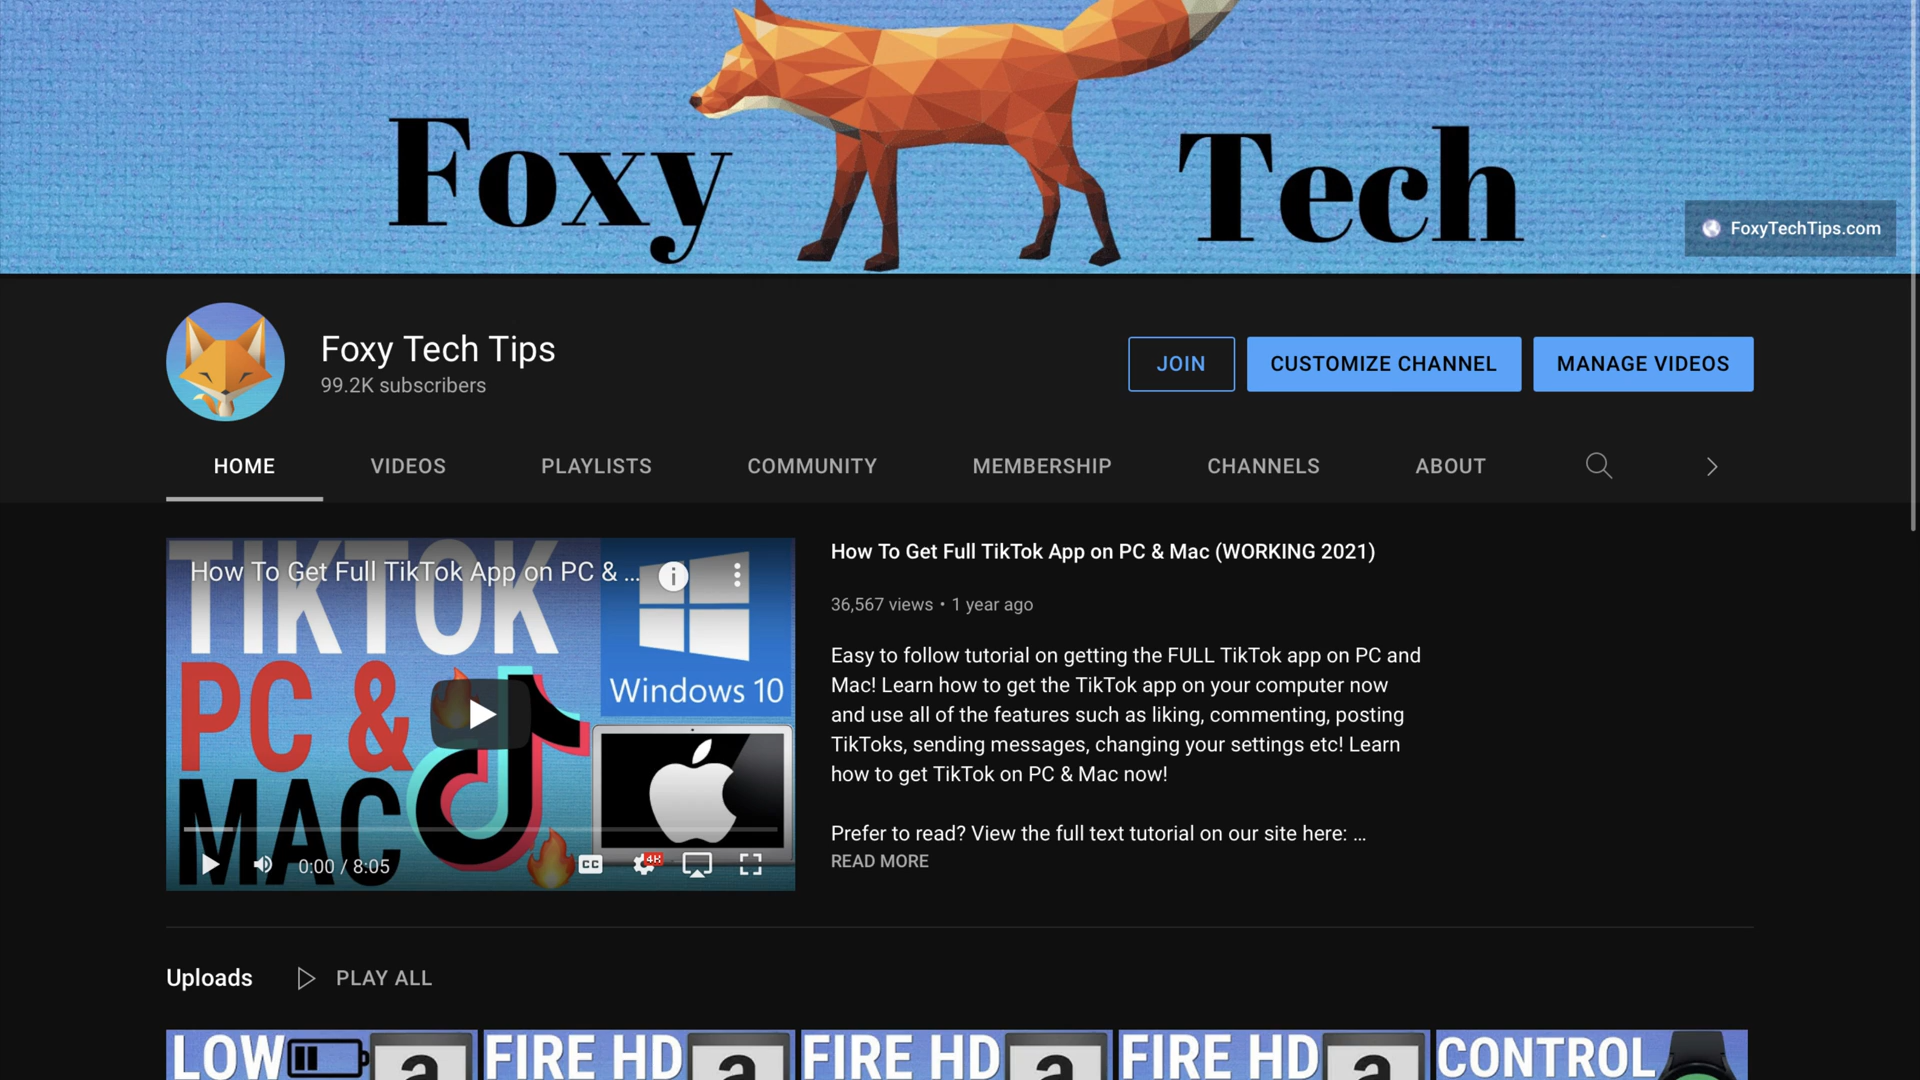 Foxy Tech
FoxyTechTips.com
Foxy Tech Tips
99.2K subscribers
JOIN
CUSTOMIZE CHANNEL
MANAGE VIDEOS
HOME
VIDEOS
PLAYLISTS
COMMUNITY
MEMBERSHIP
CHANNELS
ABOUT
TIKTOK
How To Get Full TikTok App on PC & ...
PC &
MAC
Windows 10
0:00 / 8:05
CC
4K
How To Get Full TikTok App on PC & Mac (WORKING 2021)
36,567 views • 1 year ago
Easy to follow tutorial on getting the FULL TikTok app on PC and
Mac! Learn how to get the TikTok app on your computer now
and use all of the features such as liking, commenting, posting
TikToks, sending messages, changing your settings etc! Learn
how to get TikTok on PC & Mac now!
Prefer to read? View the full text tutorial on our site here: ...
READ MORE
Uploads
PLAY ALL
LOW
a
FIRE HD
a
FIRE HD
a
FIRE HD
a
CONTROL